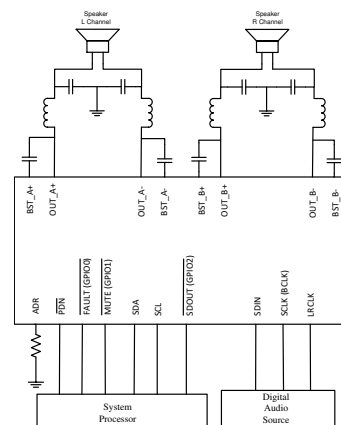 Speaker
L Channel
Speaker
R Channel
BST_A+
OUT_A+
OUT_A-
BST_A-
BST_B+
OUT_B+
OUT_B-
BST_B-
ADR
PDN
FAULT (GPIO0)
MUTE (GPIO1)
SDA
SCL
SDOUT (GPIO2)
SDIN
SCLK (BCLK)
LRCLK
System
Processor
Digital
Audio
Source